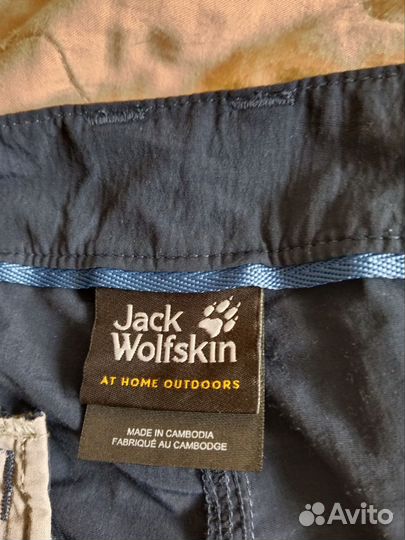 Jack
Wolfskin
AT HOME OUTDOORS
MADE IN CAMBODIA
FABRIQUÉ AU CAMBODGE
Avito